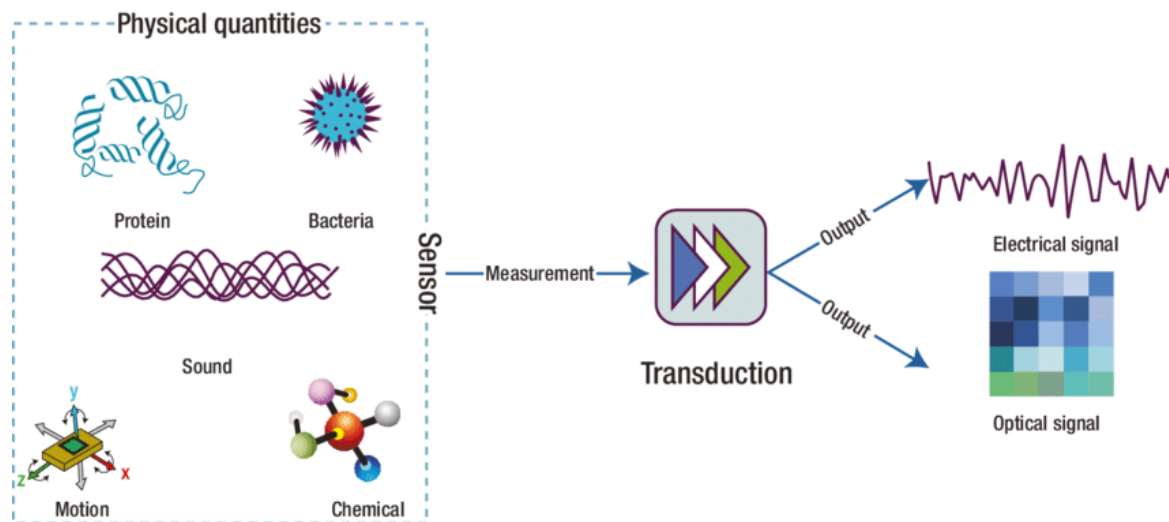 Physical quantities
Protein
Bacteria
Sound
y
z
x
Motion
Chemical
Sensor
Measurement
Transduction
Output
Electrical signal
Output
Optical signal